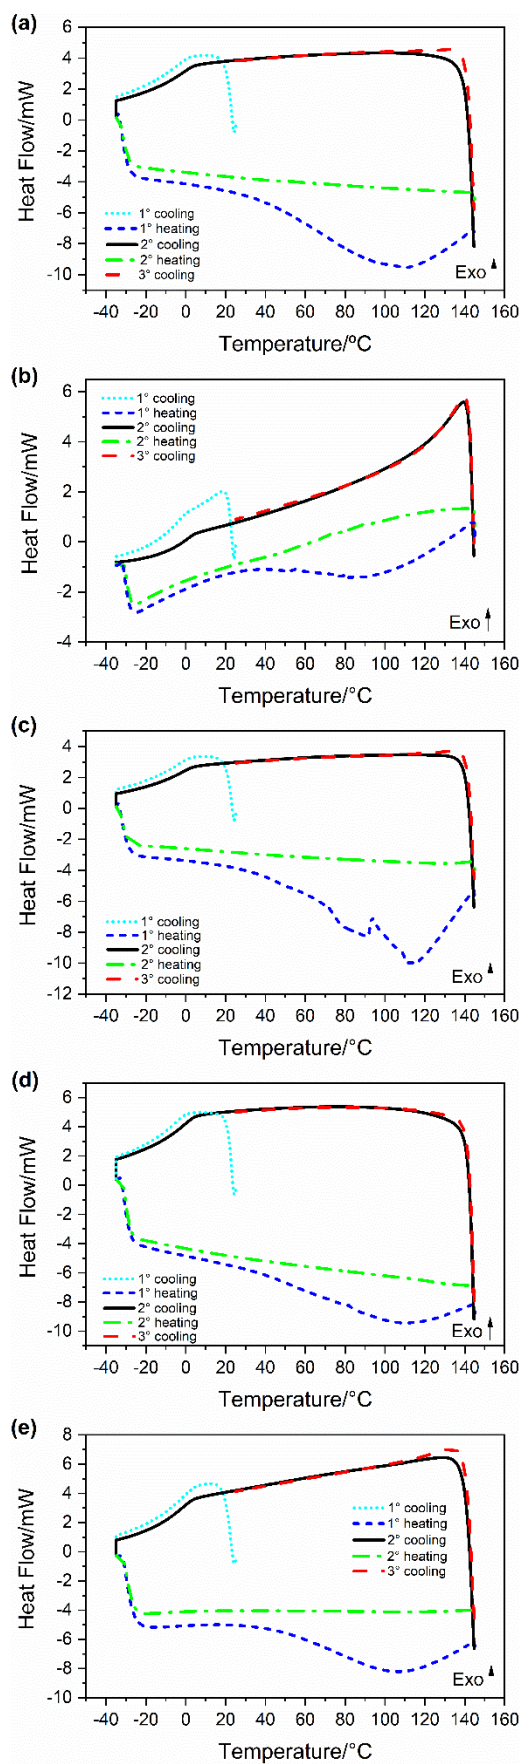 (a)
6
4
2
0
-2
-4
-6
-8
-10
Heat Flow/mW
1° cooling
1° heating
2° cooling
2° heating
3° cooling
Exo
-40 -20 0 20 40 60 80 100 120 140 160
Temperature/ºC
(b)
6
4
2
0
-2
-4
Heat Flow/mW
1° cooling
1° heating
2° cooling
2° heating
3° cooling
Exo
-40 -20 0 20 40 60 80 100 120 140 160
Temperature/°C
(c)
4
2
0
-2
-4
-6
-8
-10
-12
Heat Flow/mW
1° cooling
1° heating
2° cooling
2° heating
3° cooling
Exo
-40 -20 0 20 40 60 80 100 120 140 160
Temperature/°C
(d)
6
4
2
0
-2
-4
-6
-8
-10
Heat Flow/mW
1° cooling
1° heating
2° cooling
2° heating
3° cooling
Exo
-40 -20 0 20 40 60 80 100 120 140 160
Temperature/°C
(e)
8
6
4
2
0
-2
-4
-6
-8
-10
Heat Flow/mW
1° cooling
1° heating
2° cooling
2° heating
3° cooling
Exo
-40 -20 0 20 40 60 80 100 120 140 160
Temperature/°C